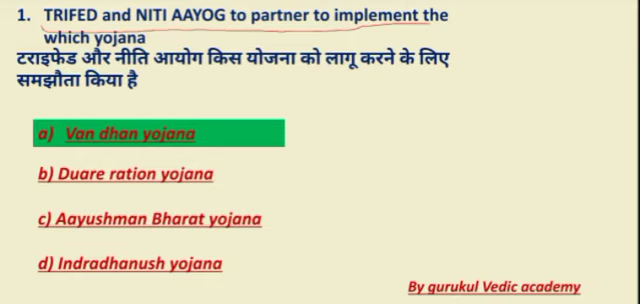 1. TRIFED and NITI AAYOG to partner to implement the
which yojana
टराइफेड और नीति आयोग किस योजना को लागू करने के लिए
समझौता किया है
a) Van dhan yojana
b) Duare ration yojana
c) Aayushman Bharat yojana
d) Indradhanush yojana
By gurukul Vedic academy